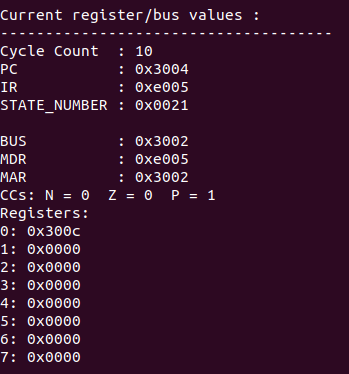 Current register/bus values :
-------------------------------------
Cycle Count  : 10
PC           : 0x3004
IR           : 0xe005
STATE_NUMBER : 0x0021

BUS          : 0x3002
MDR          : 0xe005
MAR          : 0x3002
CCs: N = 0  Z = 0  P = 1
Registers:
0: 0x300c
1: 0x0000
2: 0x0000
3: 0x0000
4: 0x0000
5: 0x0000
6: 0x0000
7: 0x0000